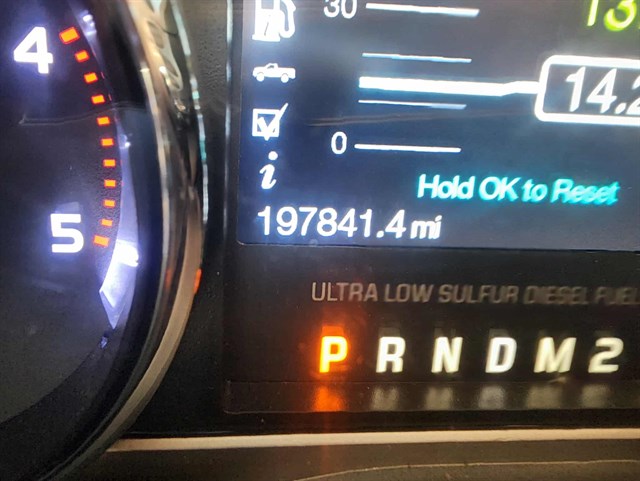 4
5
30
13
14.2
0
i
Hold OK to Reset
197841.4 mi
ULTRA LOW SULFUR DIESEL FUEL
P R N D M 2